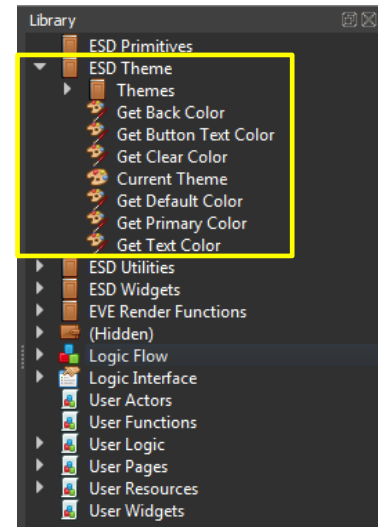 Library
ESD Primitives
ESD Theme
Themes
Get Back Color
Get Button Text Color
Get Clear Color
Current Theme
Get Default Color
Get Primary Color
Get Text Color
ESD Utilities
ESD Widgets
EVE Render Functions
(Hidden)
Logic Flow
Logic Interface
User Actors
User Functions
User Logic
User Pages
User Resources
User Widgets